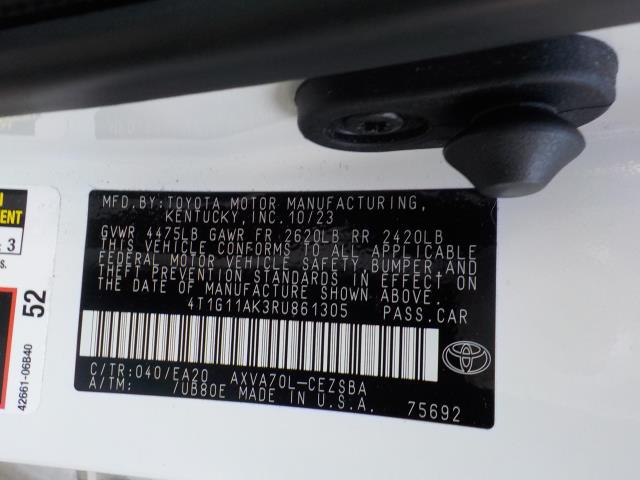 MFD. BY: TOYOTA MOTOR MANUFACTURING,
KENTUCKY, INC. 10/23
GVWR 4475LB GAWR FR 2620LB RR 2420LB
THIS VEHICLE CONFORMS TO ALL APPLICABLE
FEDERAL MOTOR VEHICLE SAFETY, BUMPER, AND
THEFT PREVENTION STANDARDS IN EFFECT ON
THE DATE OF MANUFACTURE SHOWN ABOVE.
4T1G11AK3RU861305 PASS.CAR
C/TR:040/EA20 AXVA70L-CEZSBA
A/TM: 7UB80E MADE IN U.S.A.
75692
TOYOTA
3
s.
52
42661-06B40